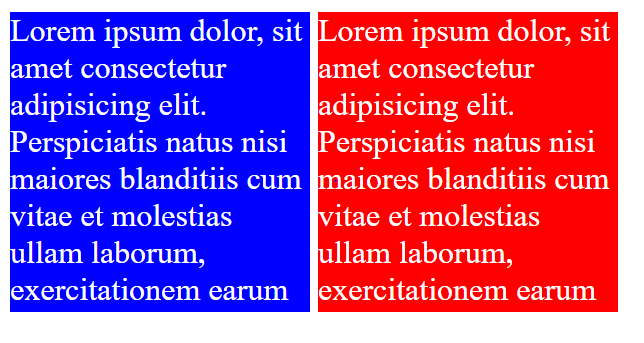 Lorem ipsum dolor, sit
amet consectetur
adipisicing elit.
Perspiciatis natus nisi
maiores blanditiis cum
vitae et molestias
ullam laborum,
exercitationem earum
Lorem ipsum dolor, sit
amet consectetur
adipisicing elit.
Perspiciatis natus nisi
maiores blanditiis cum
vitae et molestias
ullam laborum,
exercitationem earum